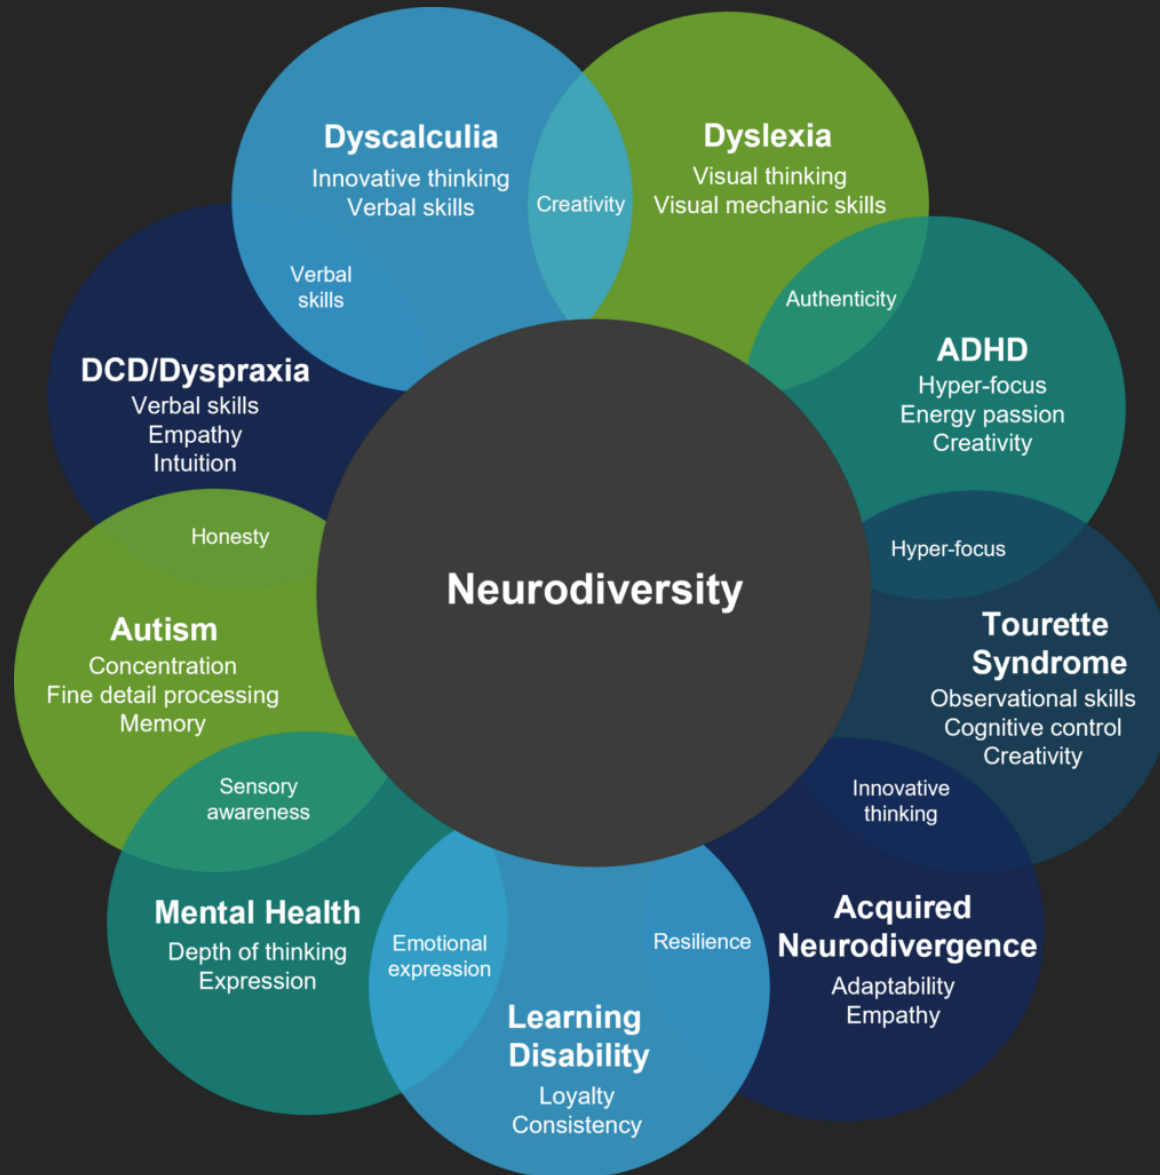 Dyscalculia
Innovative thinking
Verbal skills
Creativity
Dyslexia
Visual thinking
Visual mechanic skills
Authenticity
ADHD
Hyper-focus
Energy passion
Creativity
Hyper-focus
Tourette
Syndrome
Observational skills
Cognitive control
Creativity
Innovative
thinking
Acquired
Neurodivergence
Adaptability
Empathy
Resilience
Learning
Disability
Loyalty
Consistency
Emotional
expression
Mental Health
Depth of thinking
Expression
Sensory
awareness
Autism
Concentration
Fine detail processing
Memory
Honesty
DCD/Dyspraxia
Verbal skills
Empathy
Intuition
Verbal
skills
Neurodiversity